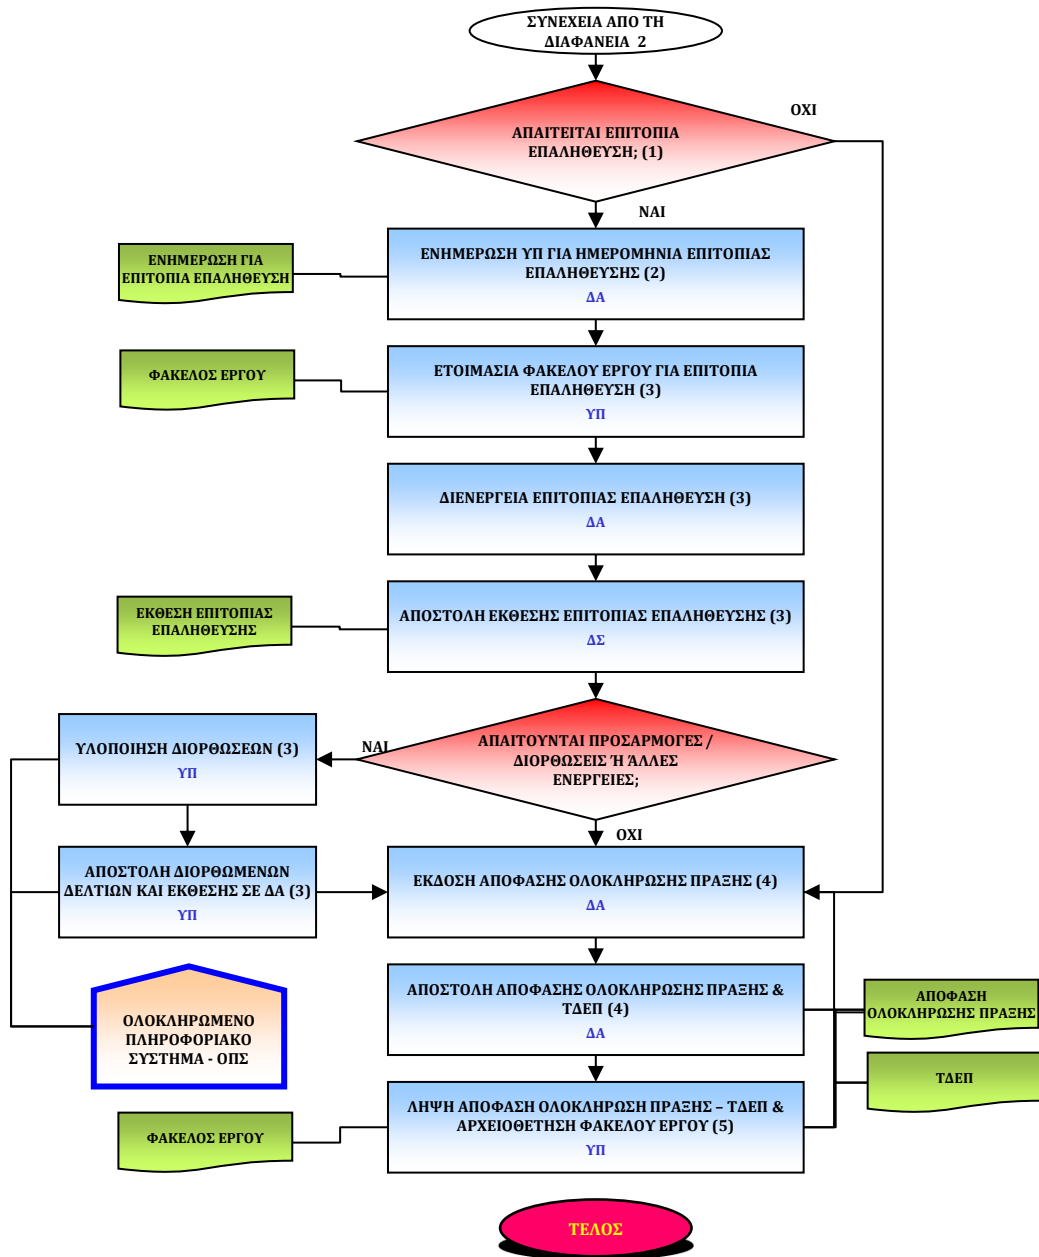 ΣΥΝΕΧΕΙΑ ΑΠΟ ΤΗ
ΔΙΑΦΑΝΕΙΑ 2
ΟΧΙ
ΑΠΑΙΤΕΙΤΑΙ ΕΠΙΤΟΠΙΑ
ΕΠΑΛΗΘΕΥΣΗ; (1)
ΝΑΙ
ΕΝΗΜΕΡΩΣΗ ΓΙΑ
ΕΠΙΤΟΠΙΑ ΕΠΑΛΗΘΕΥΣΗ
ΕΝΗΜΕΡΩΣΗ ΥΠ ΓΙΑ ΗΜΕΡΟΜΗΝΙΑ ΕΠΙΤΟΠΙΑΣ
ΕΠΑΛΗΘΕΥΣΗΣ (2)
ΔΑ
ΦΑΚΕΛΟΣ ΕΡΓΟΥ
ΕΤΟΙΜΑΣΙΑ ΦΑΚΕΛΟΥ ΕΡΓΟΥ ΓΙΑ ΕΠΙΤΟΠΙΑ
ΕΠΑΛΗΘΕΥΣΗ (3)
ΥΠ
ΔΙΕΝΕΡΓΕΙΑ ΕΠΙΤΟΠΙΑΣ ΕΠΑΛΗΘΕΥΣΗ (3)
ΔΑ
ΕΚΘΕΣΗ ΕΠΙΤΟΠΙΑΣ
ΕΠΑΛΗΘΕΥΣΗΣ
ΑΠΟΣΤΟΛΗ ΕΚΘΕΣΗΣ ΕΠΙΤΟΠΙΑΣ ΕΠΑΛΗΘΕΥΣΗΣ (3)
ΔΣ
ΥΛΟΠΟΙΗΣΗ ΔΙΟΡΘΩΣΕΩΝ (3)
ΥΠ
ΝΑΙ
ΑΠΑΙΤΟΥΝΤΑΙ ΠΡΟΣΑΡΜΟΓΕΣ /
ΔΙΟΡΘΩΣΕΙΣ Ή ΆΛΛΕΣ
ΕΝΕΡΓΕΙΕΣ;
ΟΧΙ
ΑΠΟΣΤΟΛΗ ΔΙΟΡΘΩΜΕΝΩΝ
ΔΕΛΤΙΩΝ ΚΑΙ ΕΚΘΕΣΗΣ ΣΕ ΔΑ (3)
ΥΠ
ΕΚΔΟΣΗ ΑΠΟΦΑΣΗΣ ΟΛΟΚΛΗΡΩΣΗΣ ΠΡΑΞΗΣ (4)
ΔΑ
ΟΛΟΚΛΗΡΩΜΕΝΟ
ΠΛΗΡΟΦΟΡΙΑΚΟ
ΣΥΣΤΗΜΑ - ΟΠΣ
ΑΠΟΣΤΟΛΗ ΑΠΟΦΑΣΗΣ ΟΛΟΚΛΗΡΩΣΗΣ ΠΡΑΞΗΣ &
ΤΔΕΠ (4)
ΔΑ
ΑΠΟΦΑΣΗ
ΟΛΟΚΛΗΡΩΣΗΣ ΠΡΑΞΗΣ
ΤΔΕΠ
ΦΑΚΕΛΟΣ ΕΡΓΟΥ
ΛΗΨΗ ΑΠΟΦΑΣΗ ΟΛΟΚΛΗΡΩΣΗ ΠΡΑΞΗΣ – ΤΔΕΠ &
ΑΡΧΕΙΟΘΕΤΗΣΗ ΦΑΚΕΛΟΥ ΕΡΓΟΥ (5)
ΥΠ
ΤΕΛΟΣ